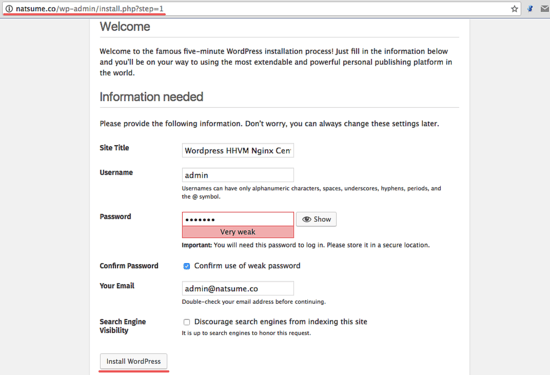 natsume.co/wp-admin/install.php?step=1
Welcome
Welcome to the famous five-minute WordPress installation process! Just fill in the information below
and you'll be on your way to using the most extendable and powerful personal publishing platform in
the world.
Information needed
Please provide the following information. Don't worry, you can always change these settings later.
Site Title
Wordpress HHVM Nginx Cen
Username
admin
Usernames can have only alphanumeric characters, spaces, underscores, hyphens, periods, and
the @ symbol.
Password
•••••••
Show
Very weak
Important: You will need this password to log in. Please store it in a secure location.
Confirm Password
Confirm use of weak password
Your Email
admin@natsume.co
Double-check your email address before continuing.
Search Engine
Visibility
Discourage search engines from indexing this site
It is up to search engines to honor this request.
Install WordPress